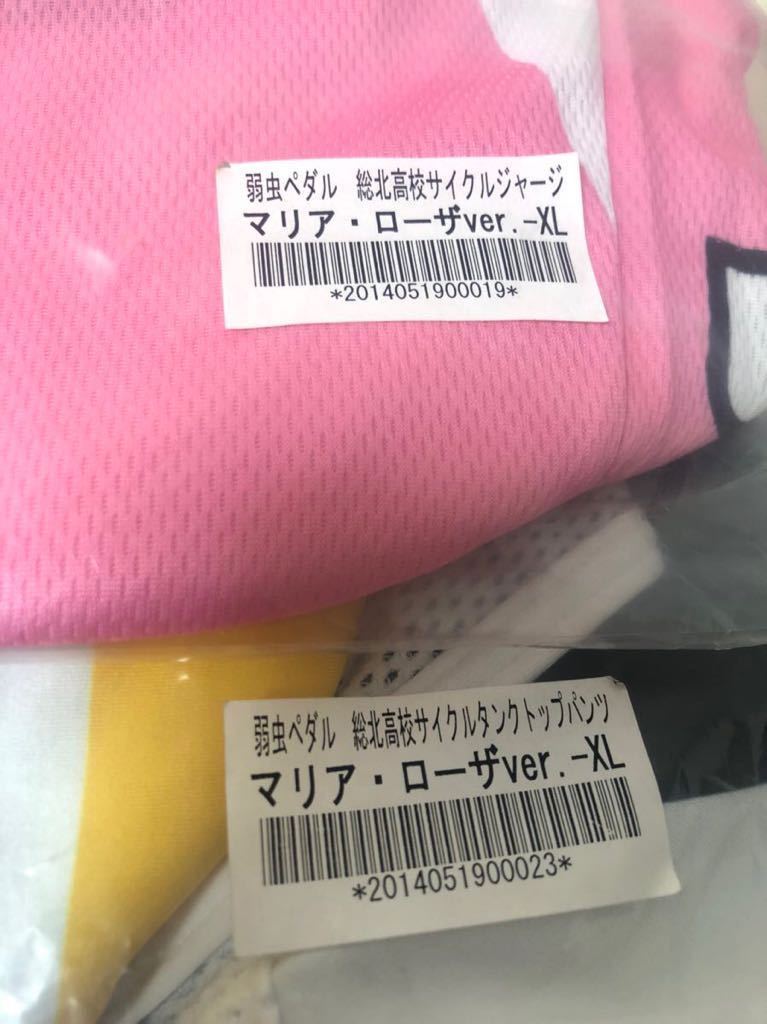 弱虫ペダル 総北高校サイクルジャージ
マリア・ローザver.-XL
*2014051900019*
弱虫ペダル 総北高校サイクルタンクトップパンツ
マリア・ローザver.-XL
*2014051900023*